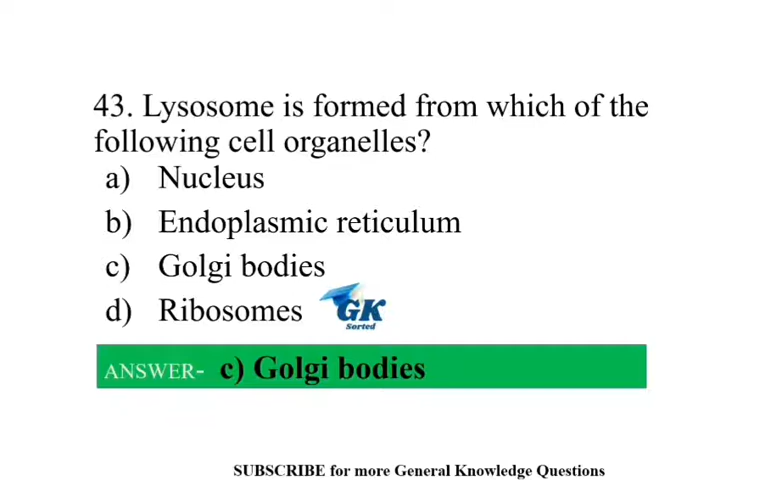 43. Lysosome is formed from which of the
following cell organelles?
a) Nucleus
b) Endoplasmic reticulum
c) Golgi bodies
d) Ribosomes
GK
Sorted
ANSWER- c) Golgi bodies
SUBSCRIBE for more General Knowledge Questions